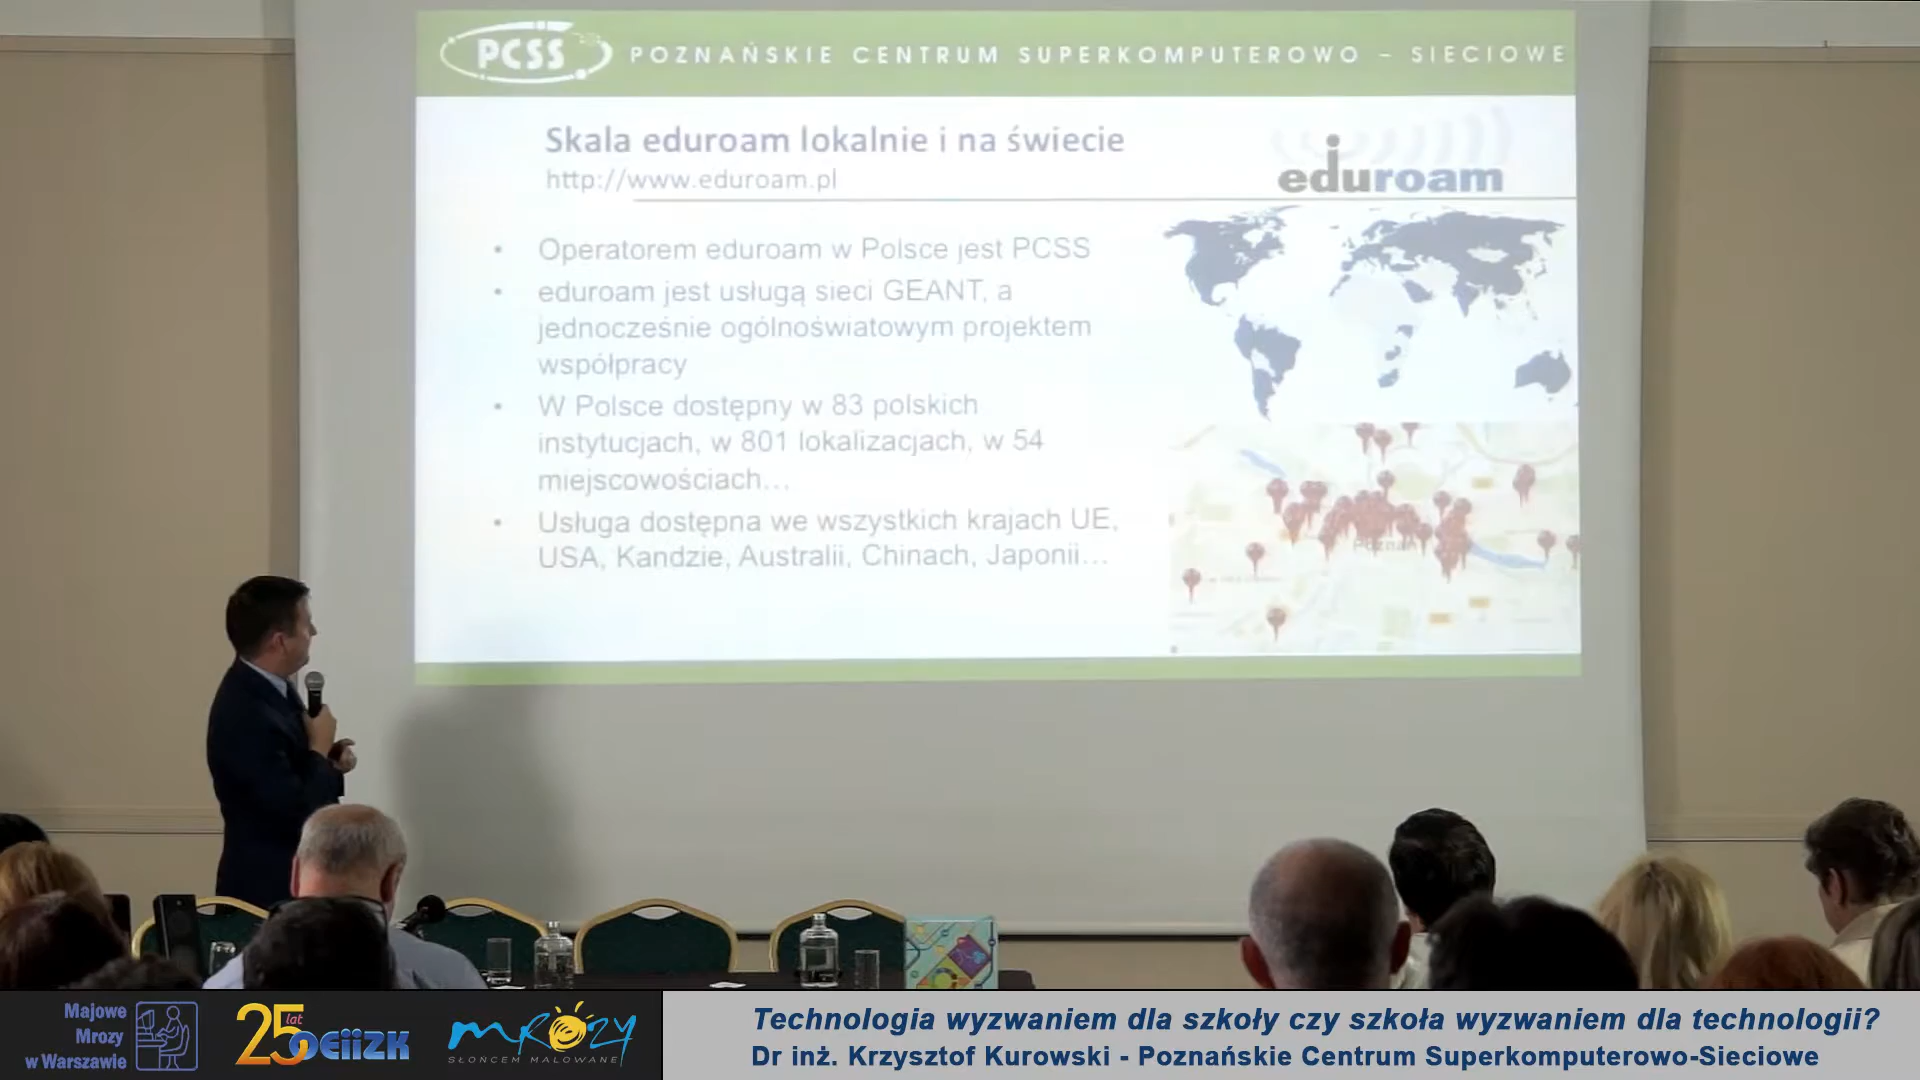 PCSS POZNAŃSKIE CENTRUM SUPERKOMPUTEROWO – SIECIOWE
Skala eduroam lokalnie i na świecie
http://www.eduroam.pl
eduroam
• Operatorem eduroam w Polsce jest PCSS
• eduroam jest usługą sieci GEANT, a
jednocześnie ogólnoświatowym projektem
współpracy
• W Polsce dostępny w 83 polskich
instytucjach, w 801 lokalizacjach, w 54
miejscowościach...
• Usługa dostępna we wszystkich krajach UE,
USA, Kandzie, Australii, Chinach, Japonii...
Poznań
Majowe
Mrozy
w Warszawie
25 lat OEIIZK
MROZY
SŁOŃCEM MALOWANE
Technologia wyzwaniem dla szkoły czy szkoła wyzwaniem dla technologii?
Dr inż. Krzysztof Kurowski - Poznańskie Centrum Superkomputerowo-Sieciowe